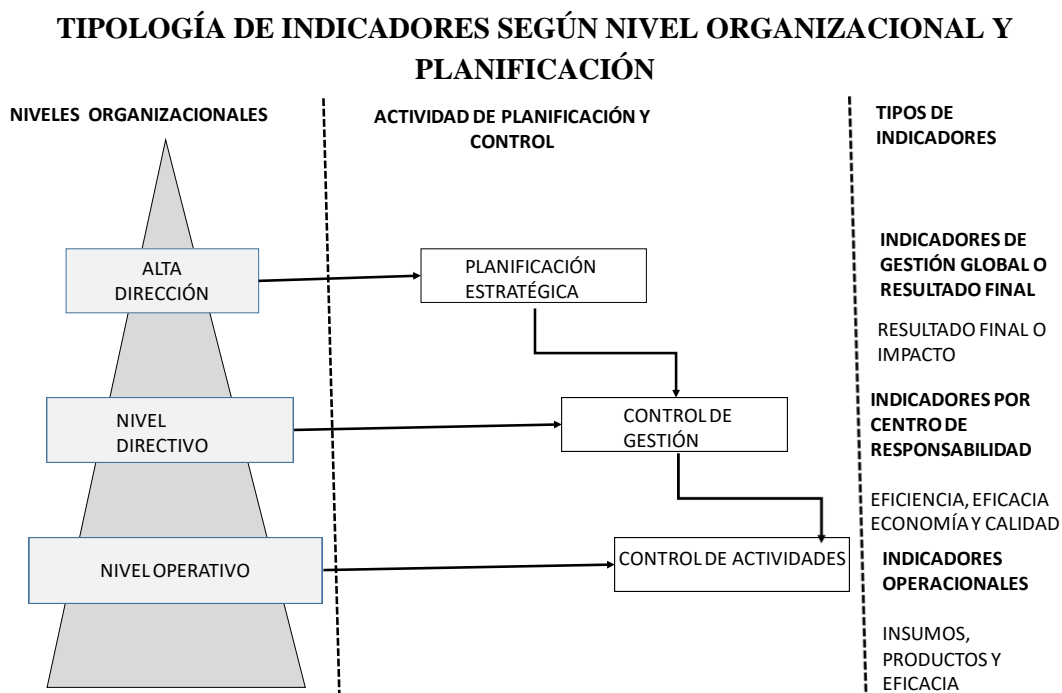 TIPOLOGÍA DE INDICADORES SEGÚN NIVEL ORGANIZACIONAL Y
PLANIFICACIÓN
NIVELES ORGANIZACIONALES
ACTIVIDAD DE PLANIFICACIÓN Y
CONTROL
TIPOS DE
INDICADORES
ALTA
DIRECCIÓN
PLANIFICACIÓN
ESTRATÉGICA
INDICADORES DE
GESTIÓN GLOBAL O
RESULTADO FINAL
RESULTADO FINAL O
IMPACTO
NIVEL
DIRECTIVO
CONTROL DE
GESTIÓN
INDICADORES POR
CENTRO DE
RESPONSABILIDAD
EFICIENCIA, EFICACIA
ECONOMÍA Y CALIDAD
NIVEL OPERATIVO
CONTROL DE ACTIVIDADES
INDICADORES
OPERACIONALES
INSUMOS,
PRODUCTOS Y
EFICACIA